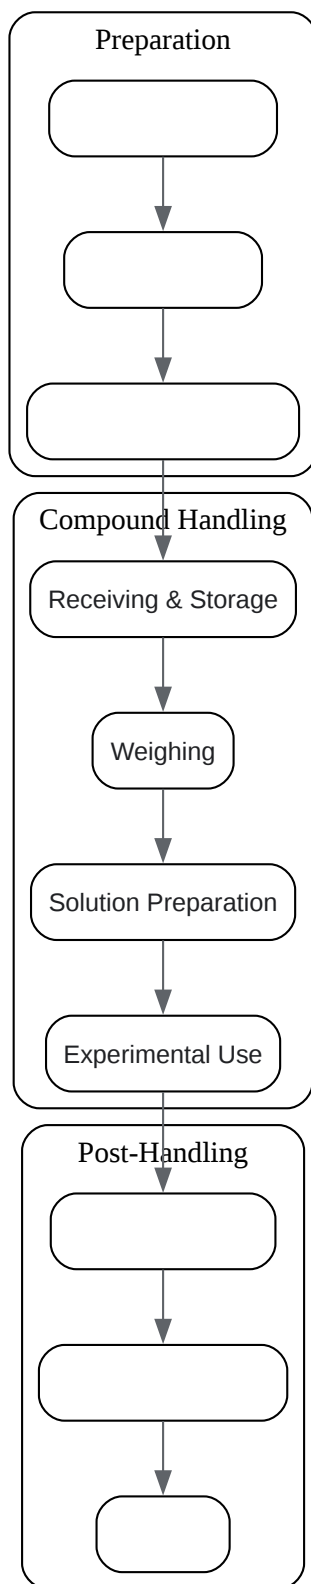 Preparation
Compound Handling
Receiving & Storage
Weighing
Solution Preparation
Experimental Use
Post-Handling